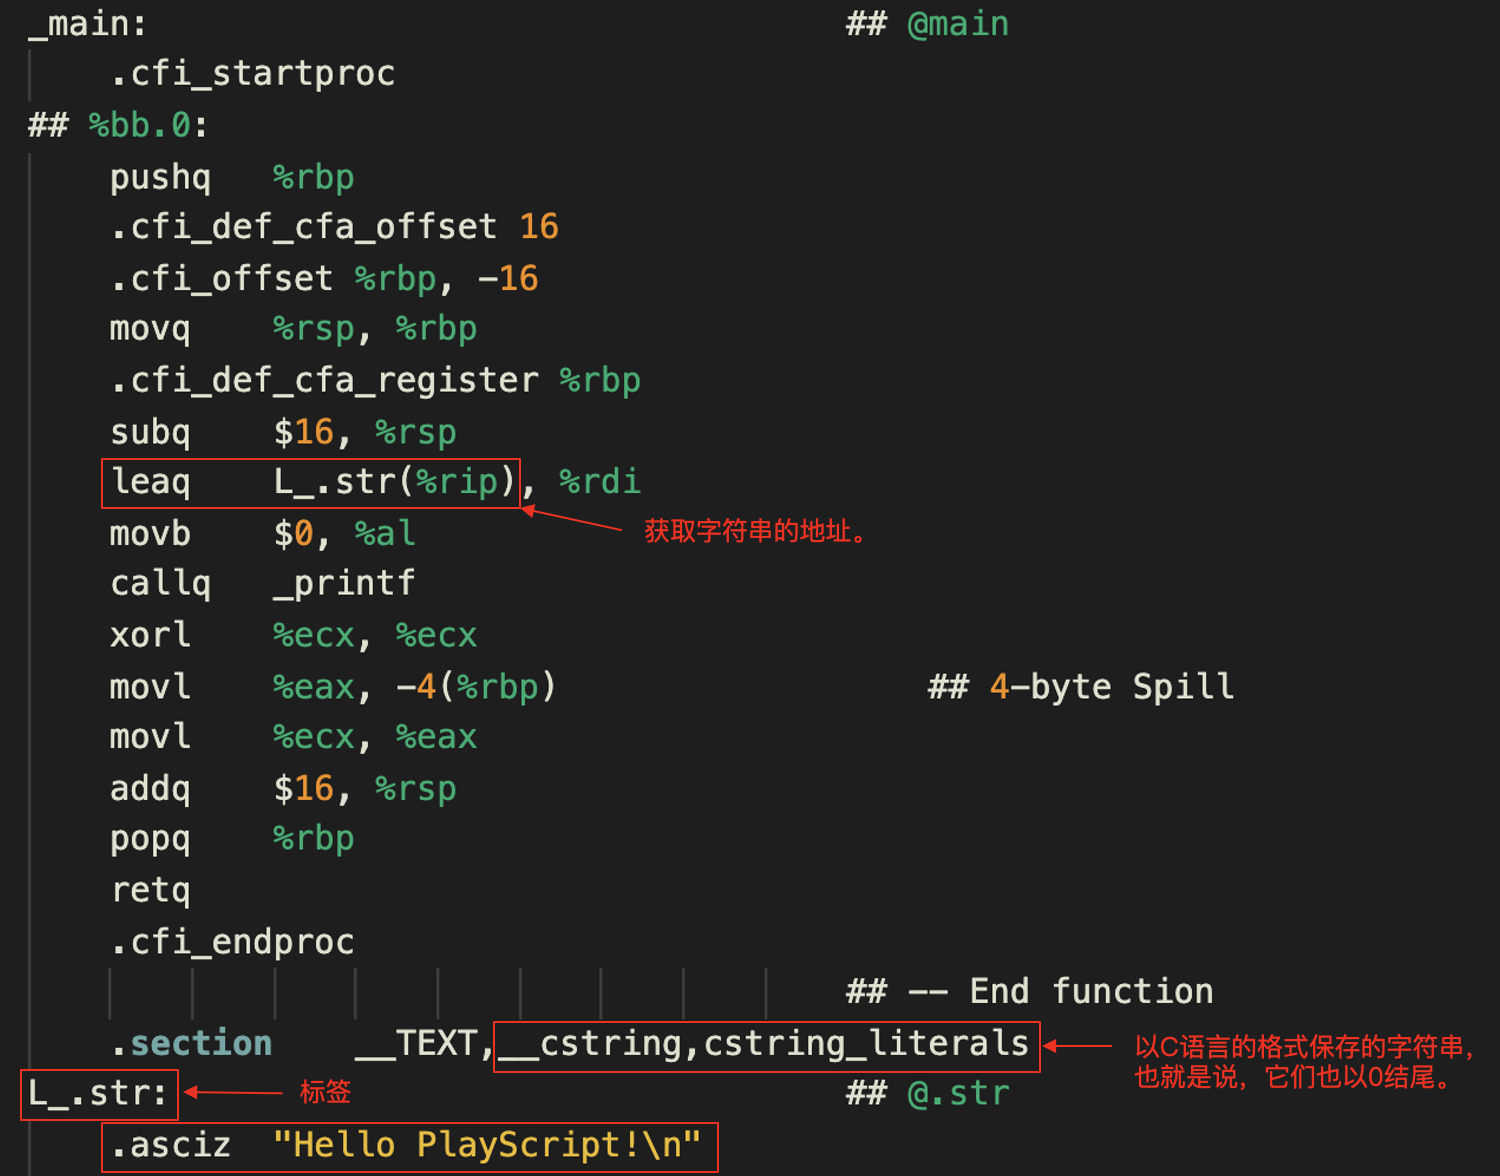 _main:                                  ## @main
.cfi_startproc
## %bb.0:
pushq   %rbp
.cfi_def_cfa_offset 16
.cfi_offset %rbp, -16
movq    %rsp, %rbp
.cfi_def_cfa_register %rbp
subq    $16, %rsp
leaq    L_.str(%rip), %rdi
获取字符串的地址。
movb    $0, %al
callq   _printf
xorl    %ecx, %ecx
movl    %eax, -4(%rbp)                  ## 4-byte Spill
movl    %ecx, %eax
addq    $16, %rsp
popq    %rbp
retq
.cfi_endproc
## -- End function
.section    __TEXT,__cstring,cstring_literals
以C语言的格式保存的字符串，
也就是说，它们也以0结尾。
L_.str: 标签                                 ## @.str
.asciz  "Hello PlayScript!\n"